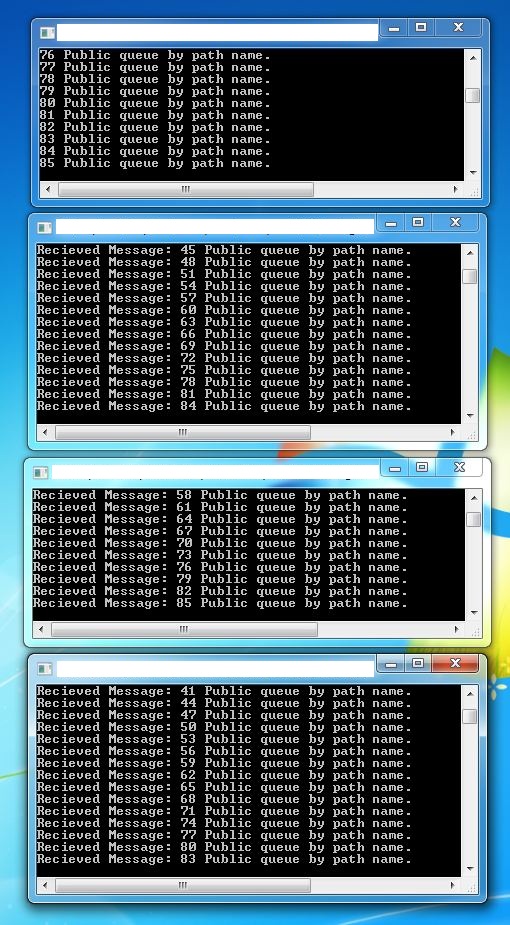 76 Public queue by path name.
77 Public queue by path name.
78 Public queue by path name.
79 Public queue by path name.
80 Public queue by path name.
81 Public queue by path name.
82 Public queue by path name.
83 Public queue by path name.
84 Public queue by path name.
85 Public queue by path name.
Recieved Message: 45 Public queue by path name.
Recieved Message: 48 Public queue by path name.
Recieved Message: 51 Public queue by path name.
Recieved Message: 54 Public queue by path name.
Recieved Message: 57 Public queue by path name.
Recieved Message: 60 Public queue by path name.
Recieved Message: 63 Public queue by path name.
Recieved Message: 66 Public queue by path name.
Recieved Message: 69 Public queue by path name.
Recieved Message: 72 Public queue by path name.
Recieved Message: 75 Public queue by path name.
Recieved Message: 78 Public queue by path name.
Recieved Message: 81 Public queue by path name.
Recieved Message: 84 Public queue by path name.
Recieved Message: 58 Public queue by path name.
Recieved Message: 61 Public queue by path name.
Recieved Message: 64 Public queue by path name.
Recieved Message: 67 Public queue by path name.
Recieved Message: 70 Public queue by path name.
Recieved Message: 73 Public queue by path name.
Recieved Message: 76 Public queue by path name.
Recieved Message: 79 Public queue by path name.
Recieved Message: 82 Public queue by path name.
Recieved Message: 85 Public queue by path name.
Recieved Message: 41 Public queue by path name.
Recieved Message: 44 Public queue by path name.
Recieved Message: 47 Public queue by path name.
Recieved Message: 50 Public queue by path name.
Recieved Message: 53 Public queue by path name.
Recieved Message: 56 Public queue by path name.
Recieved Message: 59 Public queue by path name.
Recieved Message: 62 Public queue by path name.
Recieved Message: 65 Public queue by path name.
Recieved Message: 68 Public queue by path name.
Recieved Message: 71 Public queue by path name.
Recieved Message: 74 Public queue by path name.
Recieved Message: 77 Public queue by path name.
Recieved Message: 80 Public queue by path name.
Recieved Message: 83 Public queue by path name.